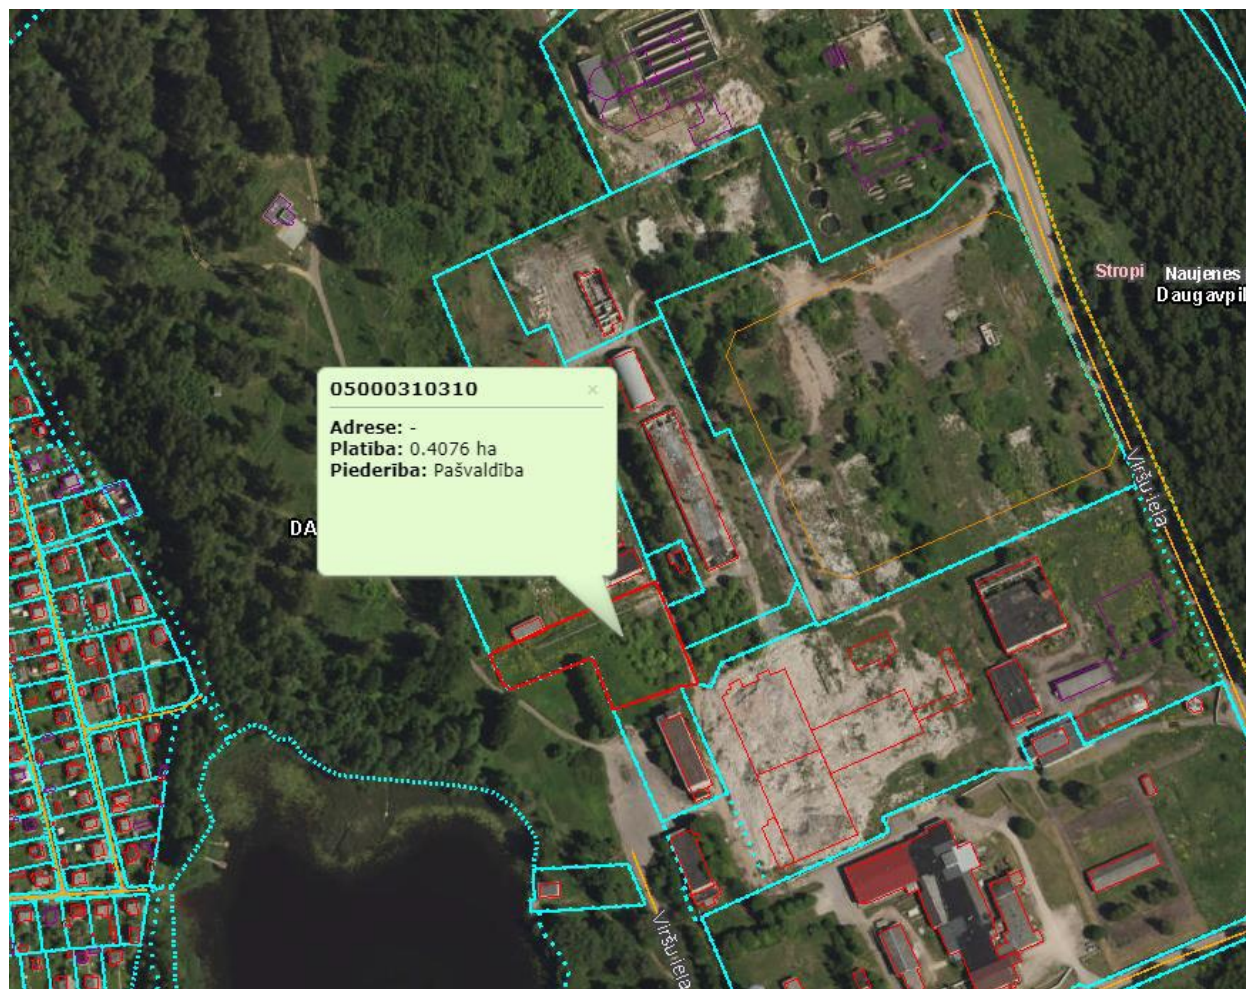 Stropi
Naujenes
Daugavpil
05000310310
×
Adrese: -
Platība: 0.4076 ha
Piederība: Pašvaldība
Viršu iela
DA
Viršu iela